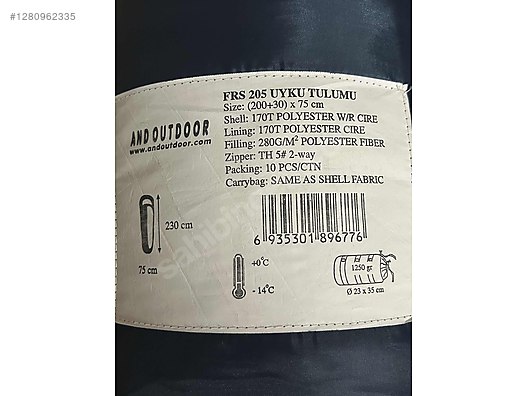 #1280962335
AND OUTDOOR
www.andoutdoor.com
FRS 205 UYKU TULUMU
Size: (200+30) x 75 cm
Shell: 170T POLYESTER W/R CIRE
Lining: 170T POLYESTER CIRE
Filling: 280G/M² POLYESTER FIBER
Zipper: TH 5# 2-way
Packing: 10 PCS/CTN
Carrybag: SAME AS SHELL FABRIC
230 cm
75 cm
6 935301 896776
+0°C
- 14°C
1250 gr
Ø 23 x 35 cm